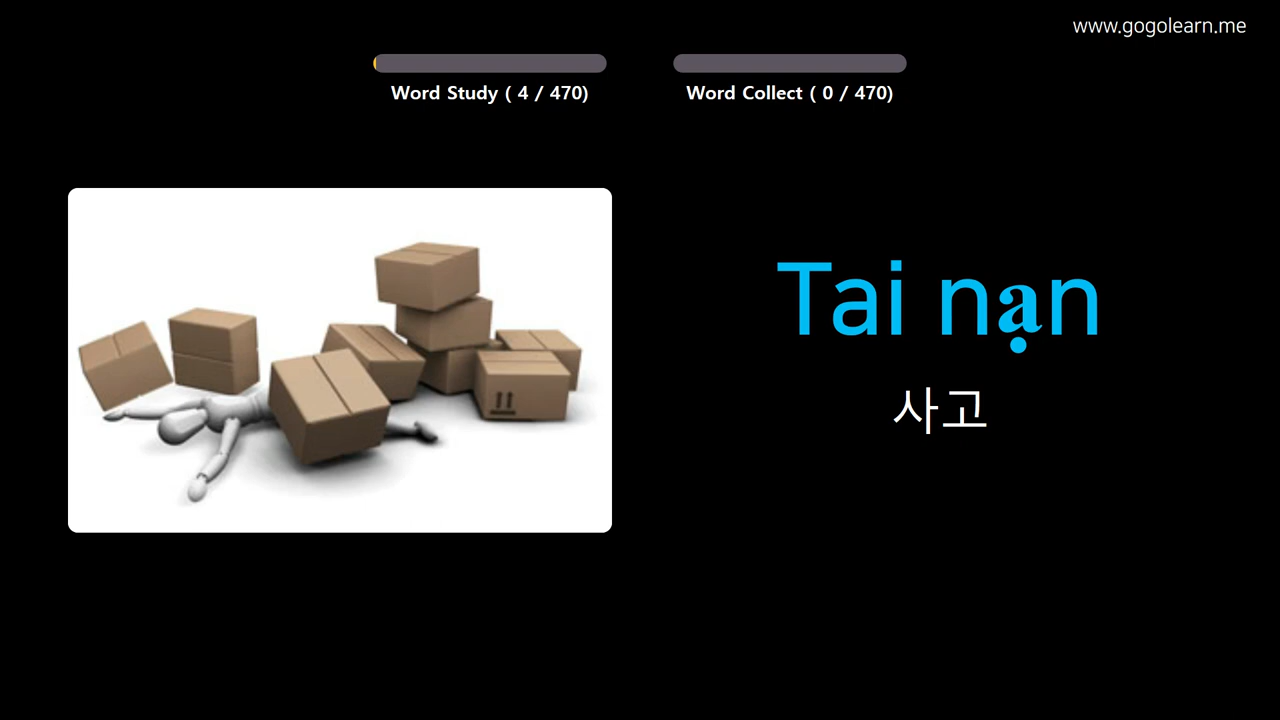 www.gogolearn.me
Word Study ( 4 / 470)
Word Collect ( 0 / 470)
Tai nạn
사고